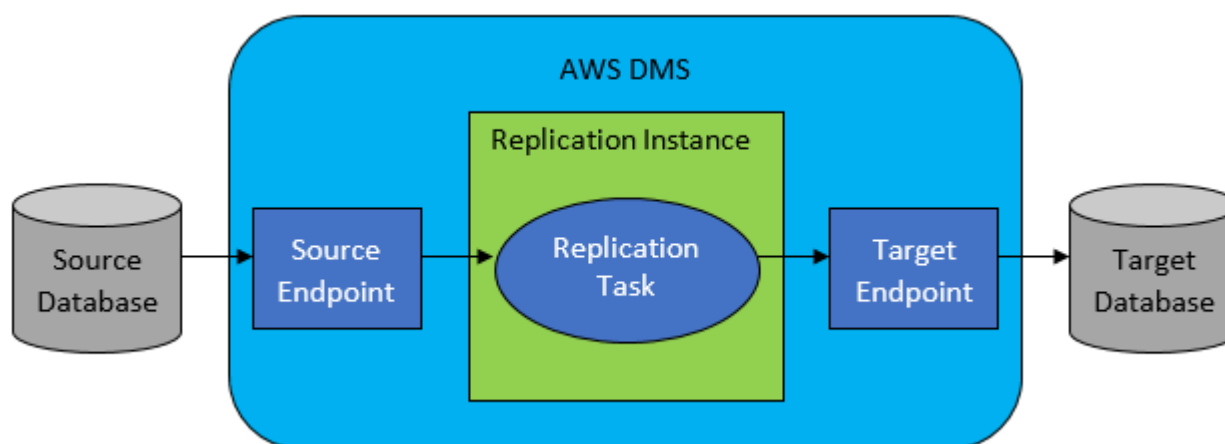 AWS DMS
Replication Instance
Source
Database
Source
Endpoint
Replication
Task
Target
Endpoint
Target
Database